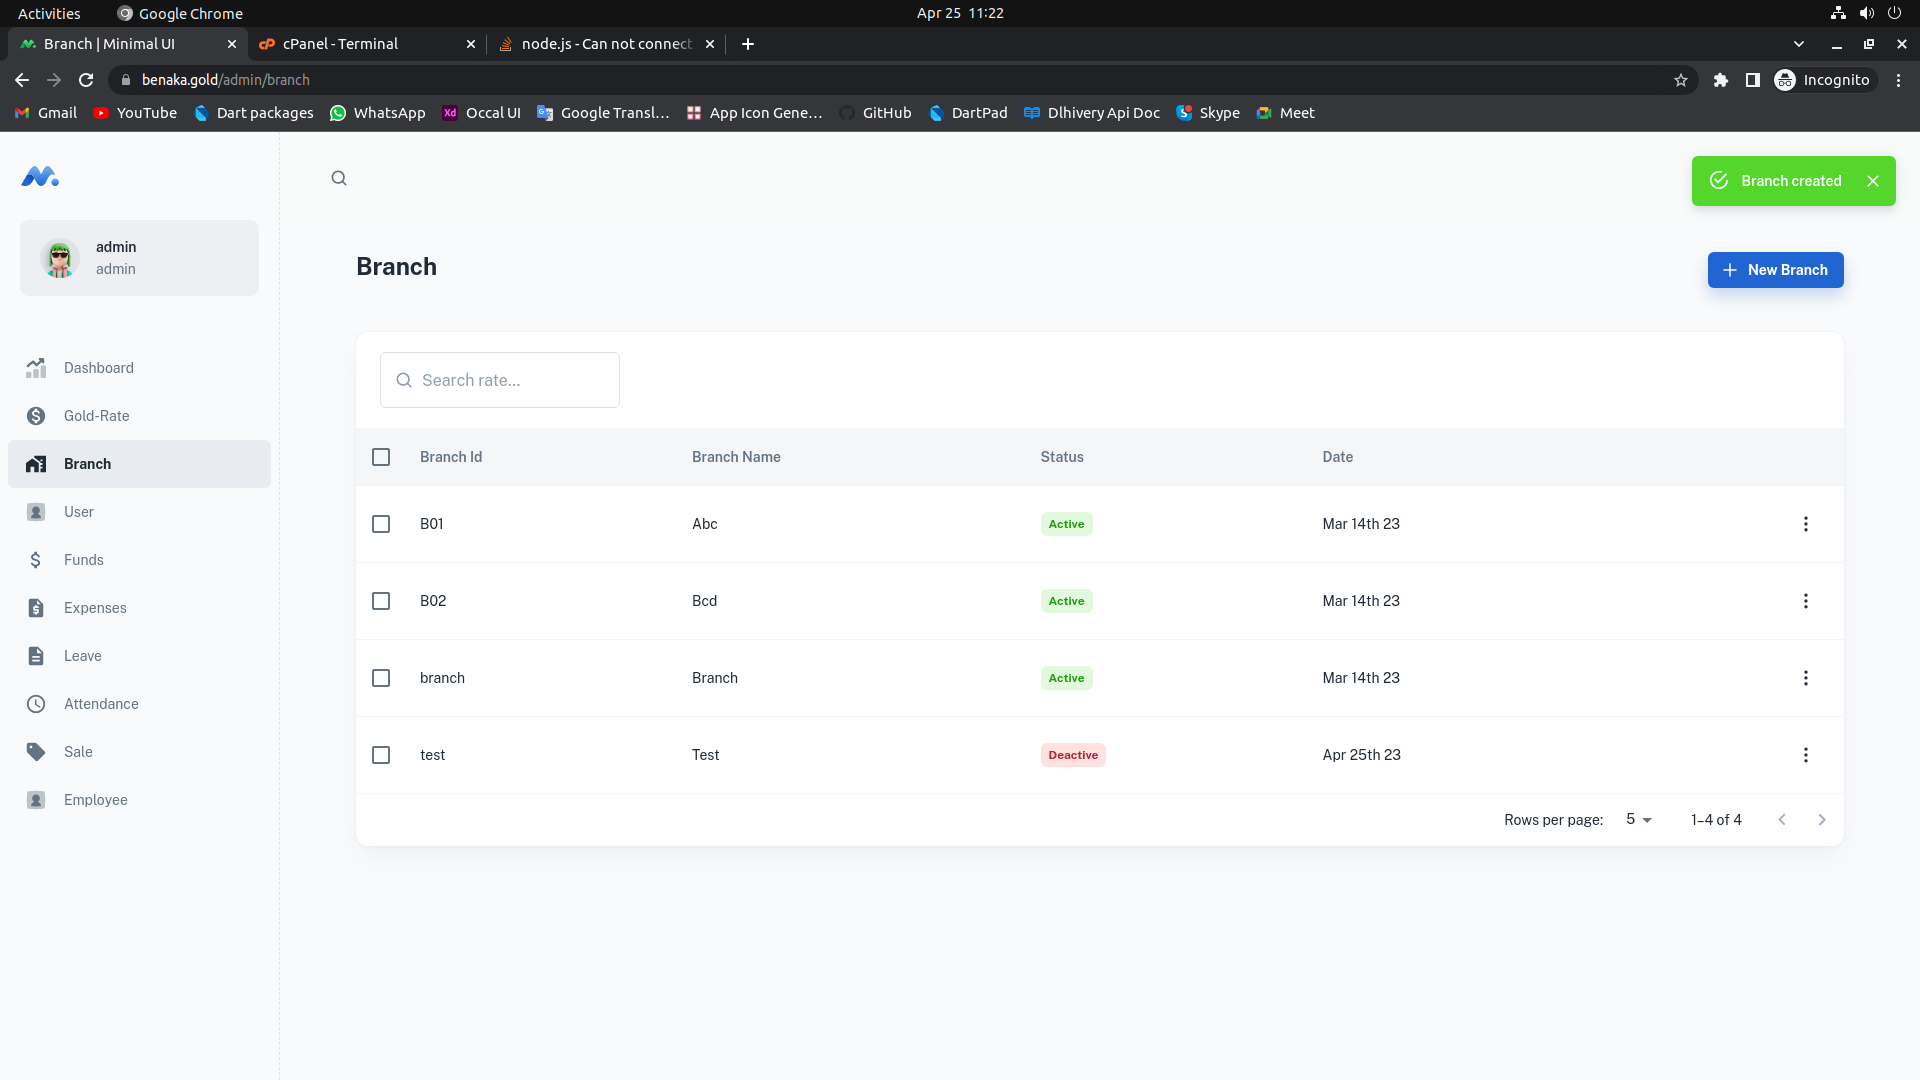 Activities Google Chrome Apr 25 11:22
Branch | Minimal UI cPanel - Terminal node.js - Can not connect
benaka.gold/admin/branch Incognito
Gmail YouTube Dart packages WhatsApp Xd Occal UI Google Transl... App Icon Gene... GitHub DartPad Dlhivery Api Doc Skype Meet
Branch created
admin
admin
Branch
New Branch
Dashboard
Gold-Rate
Branch
User
Funds
Expenses
Leave
Attendance
Sale
Employee
Search rate...
Branch Id Branch Name Status Date
B01 Abc Active Mar 14th 23
B02 Bcd Active Mar 14th 23
branch Branch Active Mar 14th 23
test Test Deactive Apr 25th 23
Rows per page: 5 1–4 of 4